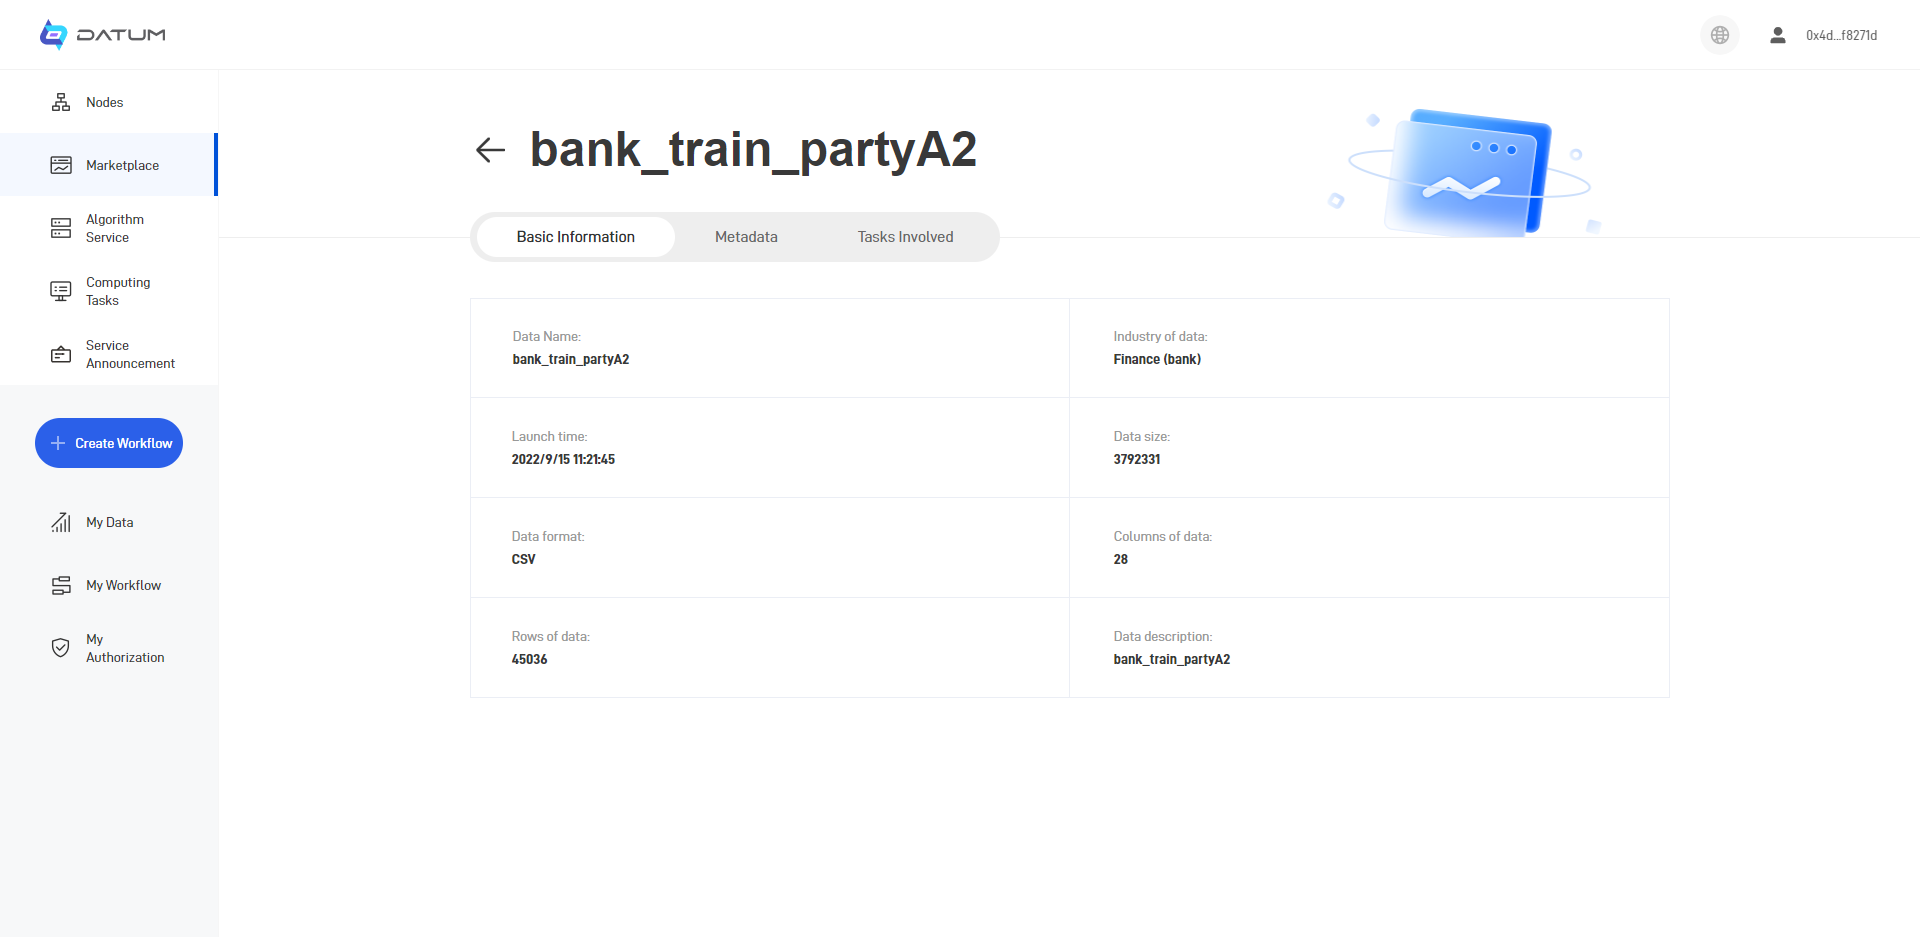 DATUM
0x4d...f8271d
Nodes
Marketplace
Algorithm
Service
Computing
Tasks
Service
Announcement
Create Workflow
My Data
My Workflow
My
Authorization
bank_train_partyA2
Basic Information
Metadata
Tasks Involved
Data Name:
bank_train_partyA2
Industry of data:
Finance (bank)
Launch time:
2022/9/15 11:21:45
Data size:
3792331
Data format:
CSV
Columns of data:
28
Rows of data:
45036
Data description:
bank_train_partyA2